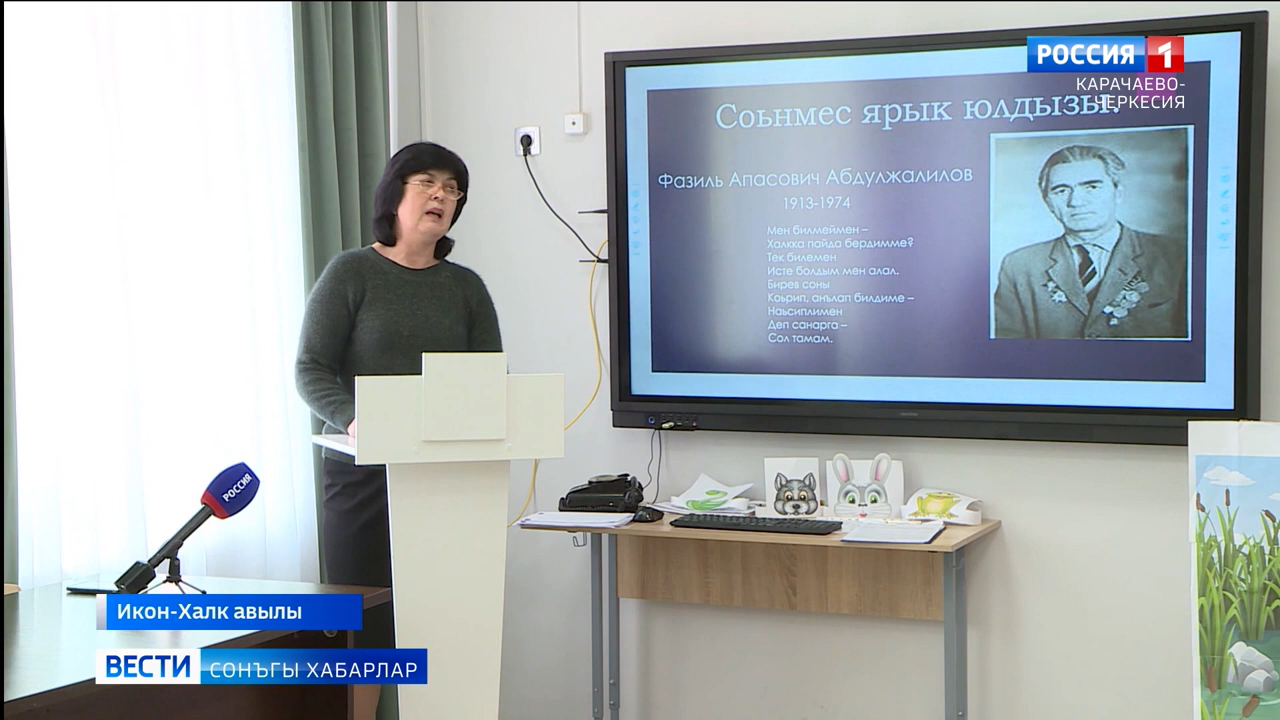 РОССИЯ 1
КАРАЧАЕВО-
ЧЕРКЕСИЯ
Соьнмес ярык юлдызы.
Фазиль Апасович Абдулжалилов
1913-1974
Мен билмеймен –
Халкка пайда бердимме?
Тек билемен
Исте болдым мен алал.
Бирев соны
Коьрип, анълап билдиме –
Наьсиплимен
Деп санарга –
Сол тамам.
РОССИЯ
Икон-Халк авылы
ВЕСТИ СОНЪГЫ ХАБАРЛАР